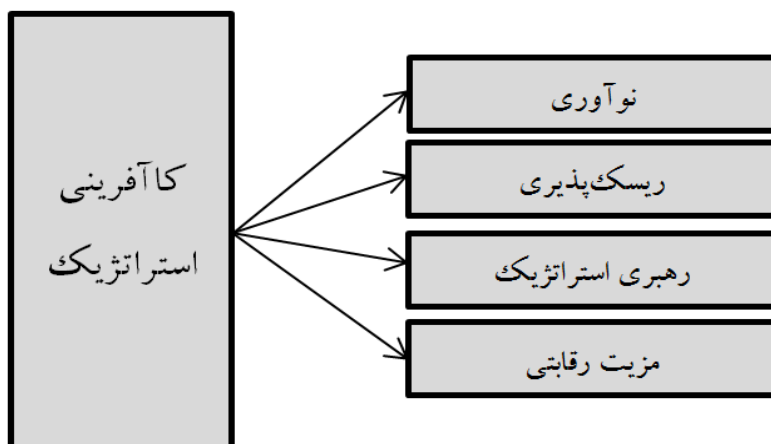 کاآفرینی
استراتژیک
نوآوری
ریسک‌پذیری
رهبری استراتژیک
مزیت رقابتی